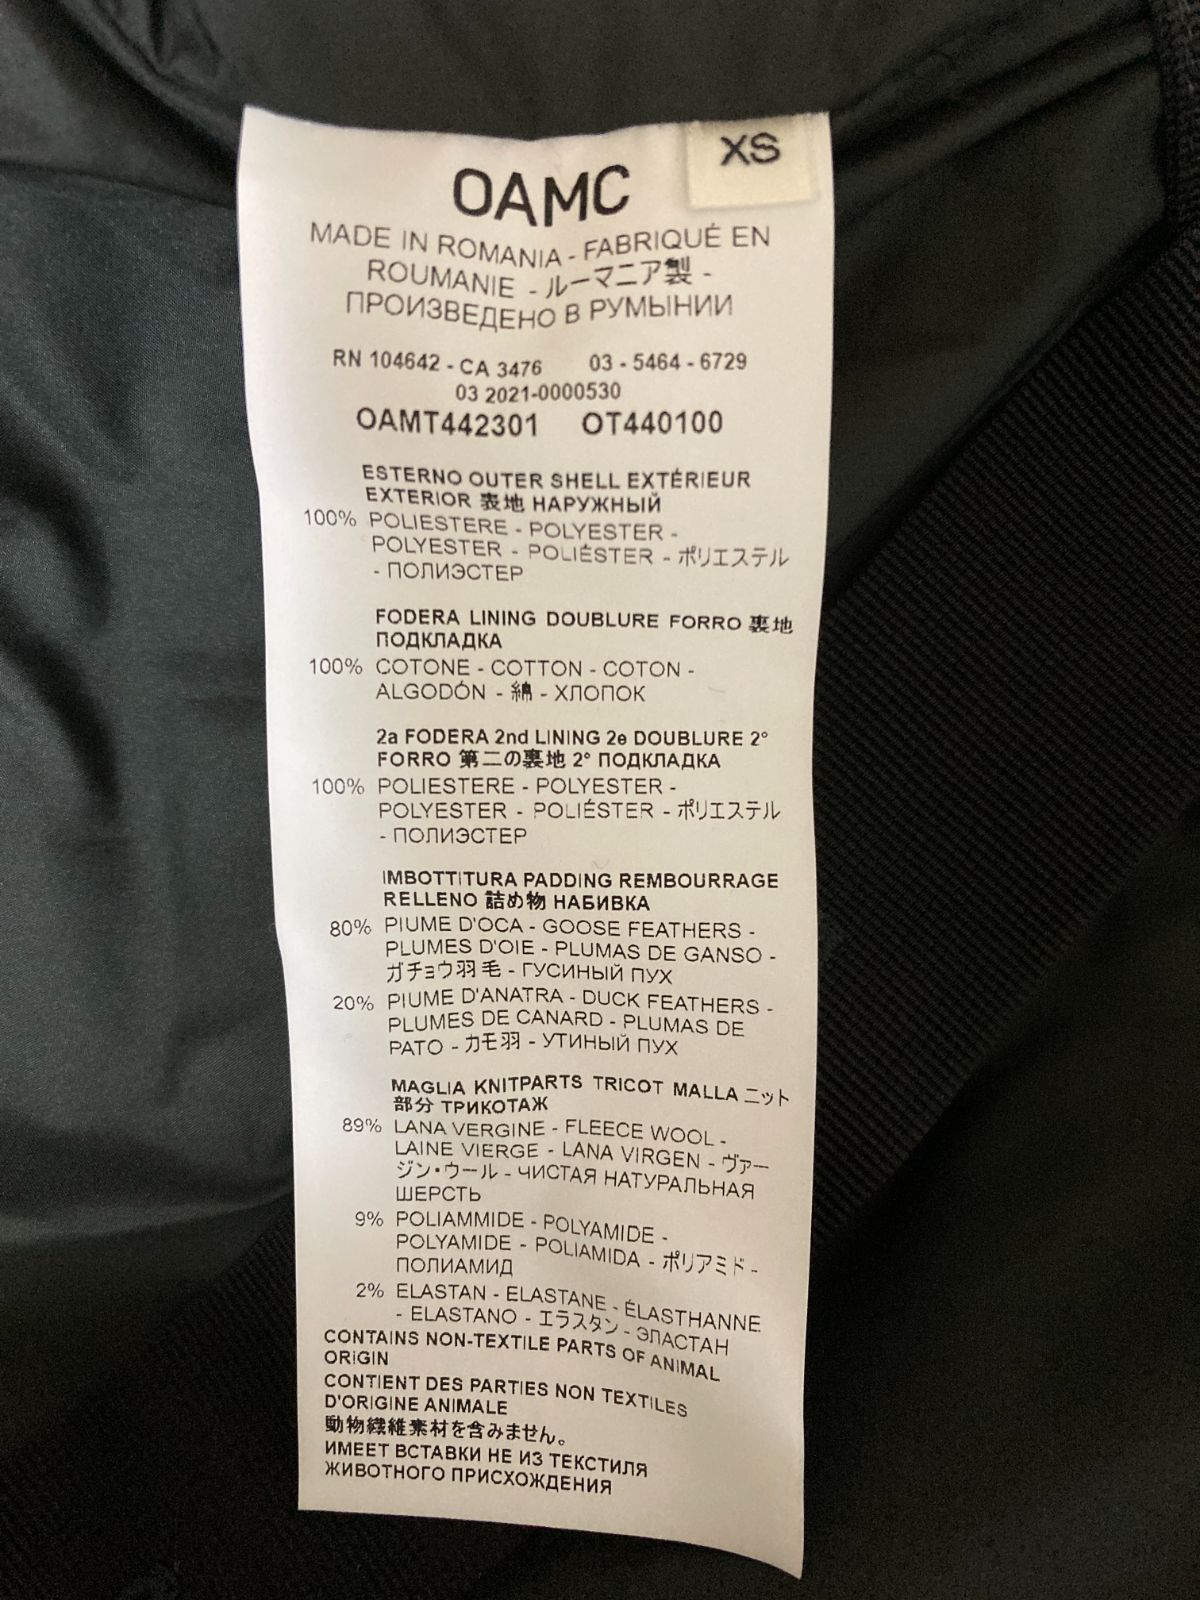 XS
OAMC
MADE IN ROMANIA - FABRIQUÉ EN
ROUMANIE - ルーマニア製 -
ПРОИЗВЕДЕНО В РУМЫНИИ
RN 104642 - CA 3476 03 - 5464 - 6729
03 2021-0000530
OAMT442301 OT440100
ESTERNO OUTER SHELL EXTÉRIEUR
EXTERIOR 表地 НАРУЖНЫЙ
100% POLIESTERE - POLYESTER -
POLYESTER - POLIÉSTER - ポリエステル
- ПОЛИЭСТЕР
FODERA LINING DOUBLURE FORRO 裏地
ПОДКЛАДКА
100% COTONE - COTTON - COTON -
ALGODÓN - 綿 - ХЛОПОК
2a FODERA 2nd LINING 2e DOUBLURE 2°
FORRO 第二の裏地 2° ПОДКЛАДКА
100% POLIESTERE - POLYESTER -
POLYESTER - POLIÉSTER - ポリエステル
- ПОЛИЭСТЕР
IMBOTTITURA PADDING REMBOURRAGE
RELLENO 詰め物 НАБИВКА
80% PIUME D'OCA - GOOSE FEATHERS -
PLUMES D'OIE - PLUMAS DE GANSO -
ガチョウ羽毛 - ГУСИНЫЙ ПУХ
20% PIUME D'ANATRA - DUCK FEATHERS -
PLUMES DE CANARD - PLUMAS DE
PATO - カモ羽 - УТИНЫЙ ПУХ
MAGLIA KNITPARTS TRICOT MALLA ニット
部分 ТРИКОТАЖ
89% LANA VERGINE - FLEECE WOOL -
LAINE VIERGE - LANA VIRGEN - ヴァー
ジン・ウール - ЧИСТАЯ НАТУРАЛЬНАЯ
ШЕРСТЬ
9% POLIAMMIDE - POLYAMIDE -
POLYAMIDE - POLIAMIDA - ポリアミド -
ПОЛИАМИД
2% ELASTAN - ELASTANE - ÉLASTHANNE
- ELASTANO - エラスタン - ЭЛАСТАН
CONTAINS NON-TEXTILE PARTS OF ANIMAL
ORIGIN
CONTIENT DES PARTIES NON TEXTILES
D'ORIGINE ANIMALE
動物繊維素材を含みません。
ИМЕЕТ ВСТАВКИ НЕ ИЗ ТЕКСТИЛЯ
ЖИВОТНОГО ПРИСХОЖДЕНИЯ